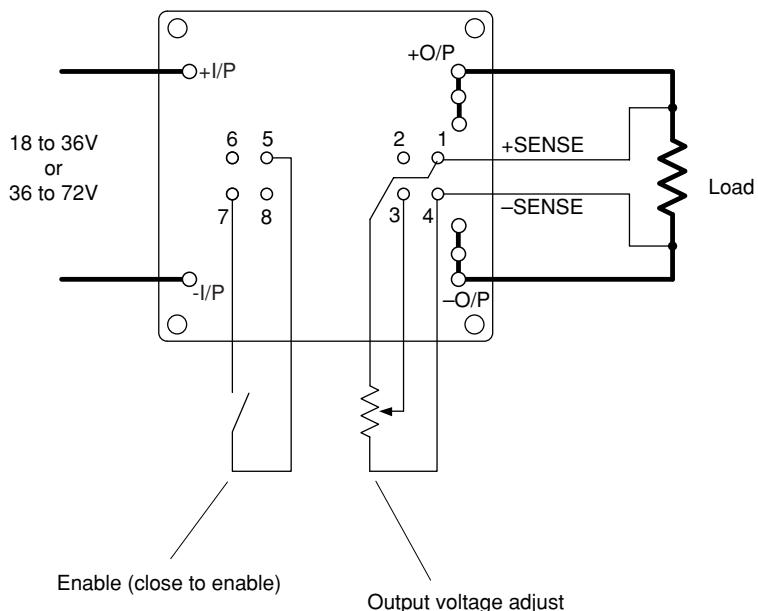 +O/P
+I/P
18 to 36V
or
36 to 72V
6 5
2 1
+SENSE
7 8
3 4
–SENSE
Load
-I/P
–O/P
Enable (close to enable)
Output voltage adjust